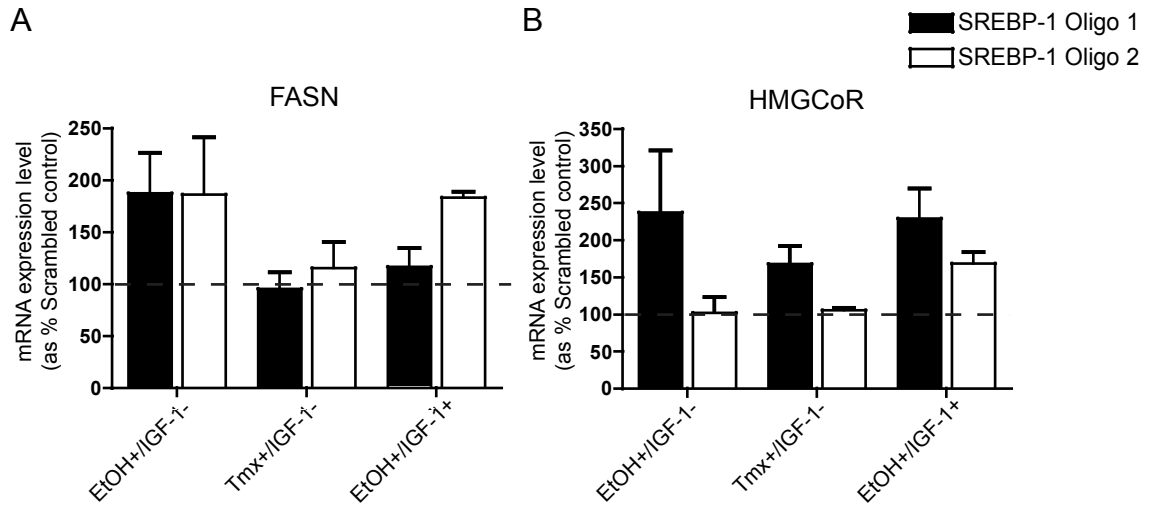 A
B
SREBP-1 Oligo 1
SREBP-1 Oligo 2
FASN
mRNA expression level
(as % Scrambled control)
250
200
150
100
50
0
EtOH+/IGF-1-
Tmx+/IGF-1-
EtOH+/IGF-1+
HMGCoR
mRNA expression level
(as % Scrambled control)
350
300
250
200
150
100
50
0
EtOH+/IGF-1-
Tmx+/IGF-1-
EtOH+/IGF-1+